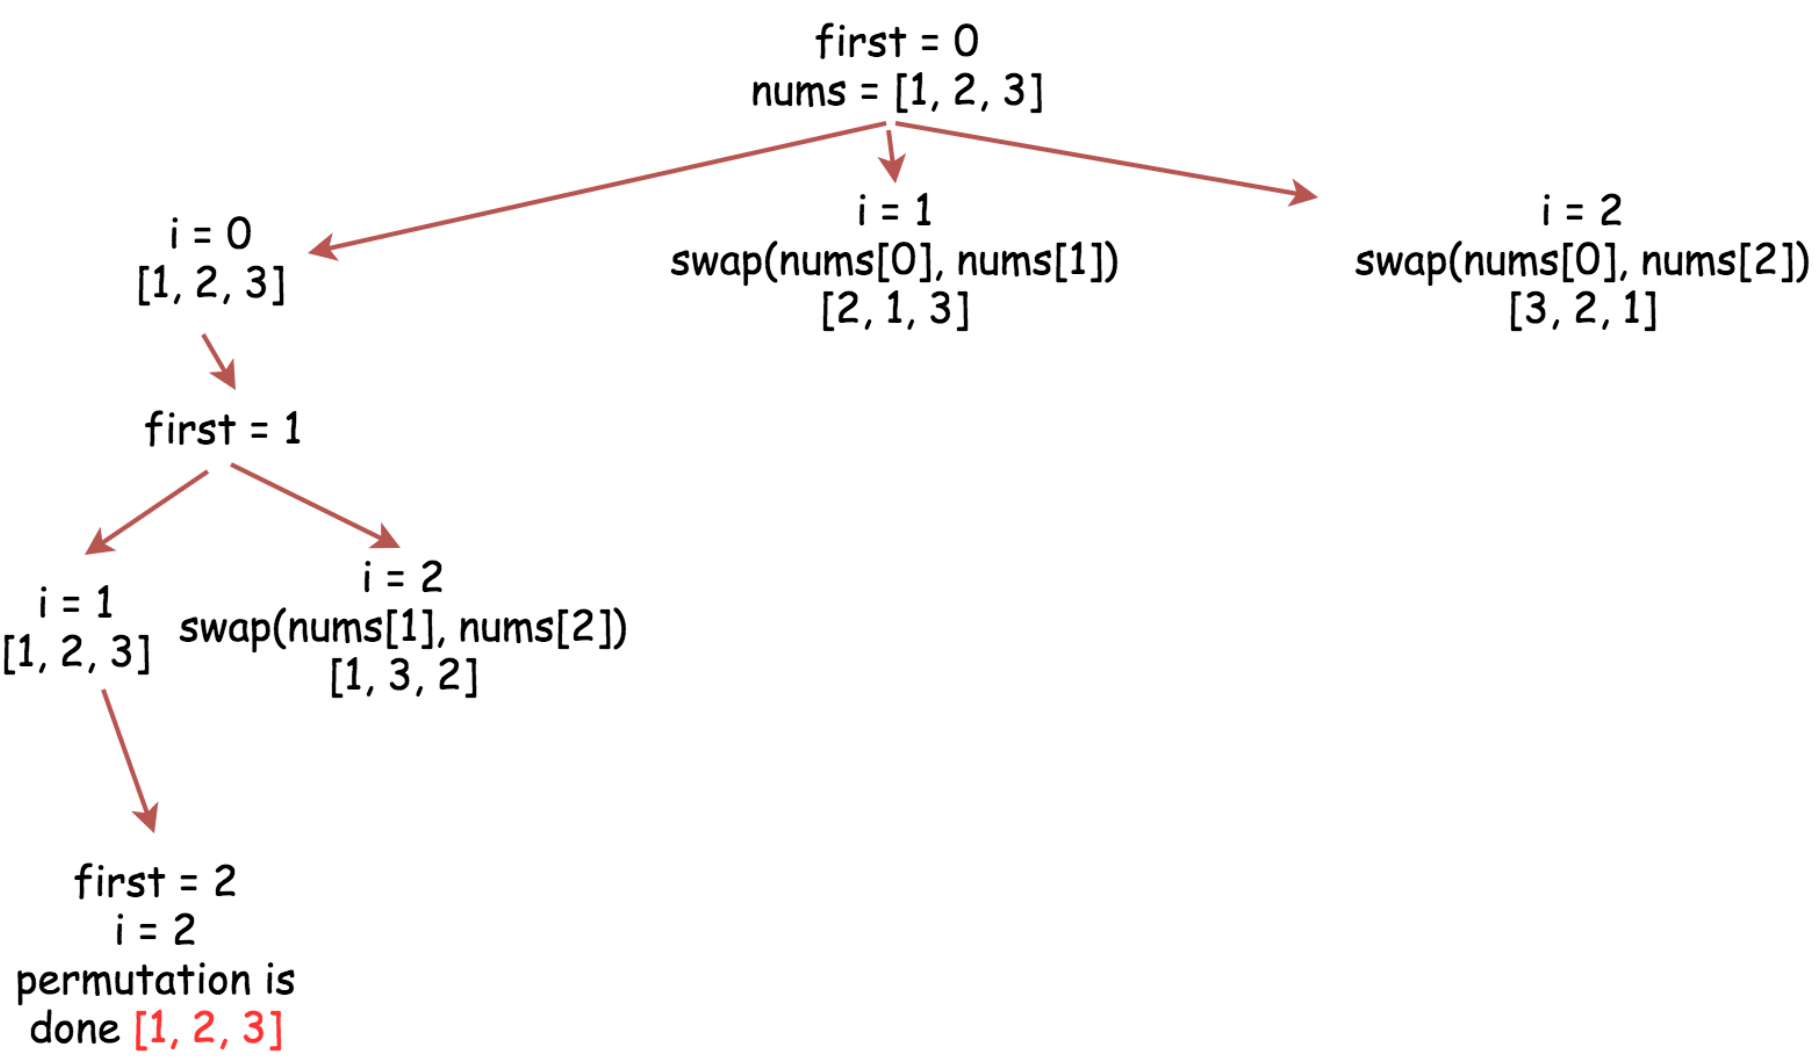 first = 0
nums = [1, 2, 3]
i = 0
[1, 2, 3]
i = 1
swap(nums[0], nums[1])
[2, 1, 3]
i = 2
swap(nums[0], nums[2])
[3, 2, 1]
first = 1
i = 1
[1, 2, 3]
i = 2
swap(nums[1], nums[2])
[1, 3, 2]
first = 2
i = 2
permutation is
done [1, 2, 3]